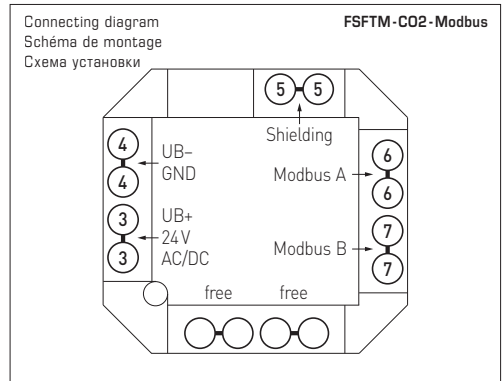 Connecting diagram
Schéma de montage
Схема установки
FSFTM-CO2-Modbus
5 5
Shielding
4
4
UB–
GND
3
3
UB+
24V
AC/DC
6
6
Modbus A
7
7
Modbus B
free free